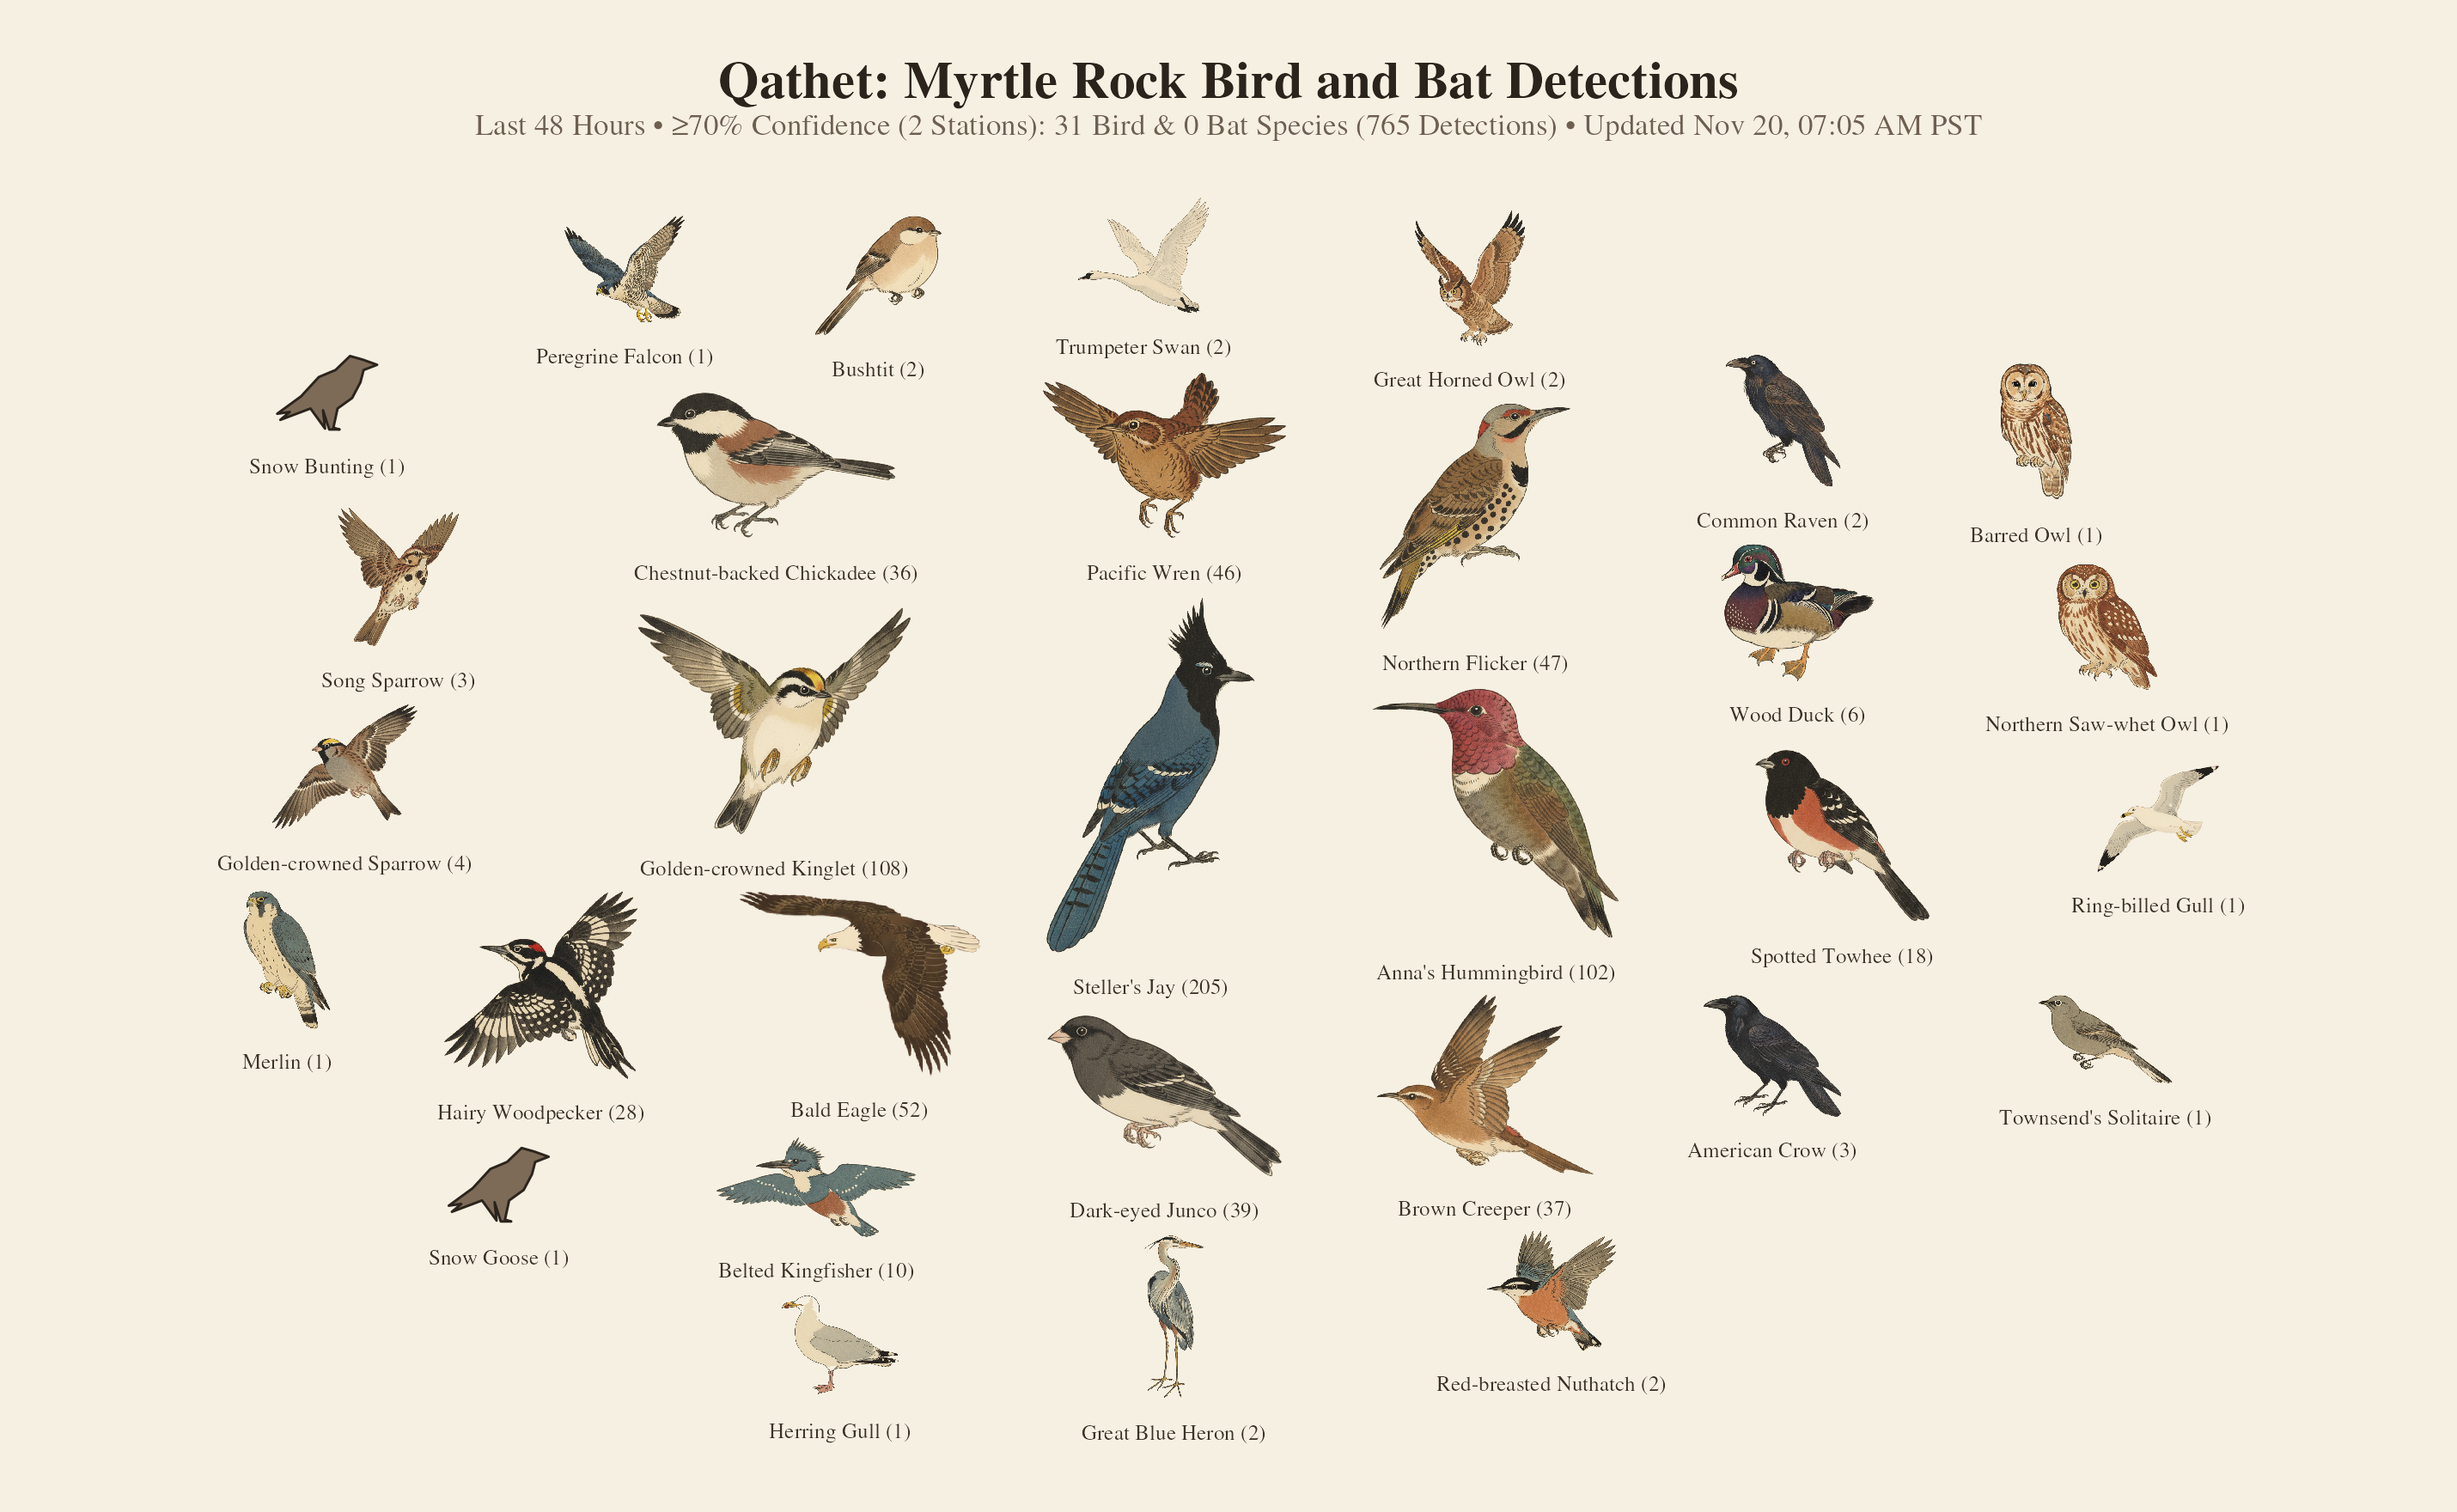 Qathet: Myrtle Rock Bird and Bat Detections
Last 48 Hours • ≥70% Confidence (2 Stations): 31 Bird & 0 Bat Species (765 Detections) • Updated Nov 20, 07:05 AM PST
Peregrine Falcon (1)
Bushtit (2)
Trumpeter Swan (2)
Great Horned Owl (2)
Snow Bunting (1)
Common Raven (2)
Barred Owl (1)
Chestnut-backed Chickadee (36)
Pacific Wren (46)
Northern Flicker (47)
Song Sparrow (3)
Wood Duck (6)
Northern Saw-whet Owl (1)
Golden-crowned Sparrow (4)
Golden-crowned Kinglet (108)
Steller's Jay (205)
Anna's Hummingbird (102)
Spotted Towhee (18)
Ring-billed Gull (1)
Merlin (1)
Hairy Woodpecker (28)
Bald Eagle (52)
Dark-eyed Junco (39)
Brown Creeper (37)
American Crow (3)
Townsend's Solitaire (1)
Snow Goose (1)
Belted Kingfisher (10)
Herring Gull (1)
Great Blue Heron (2)
Red-breasted Nuthatch (2)